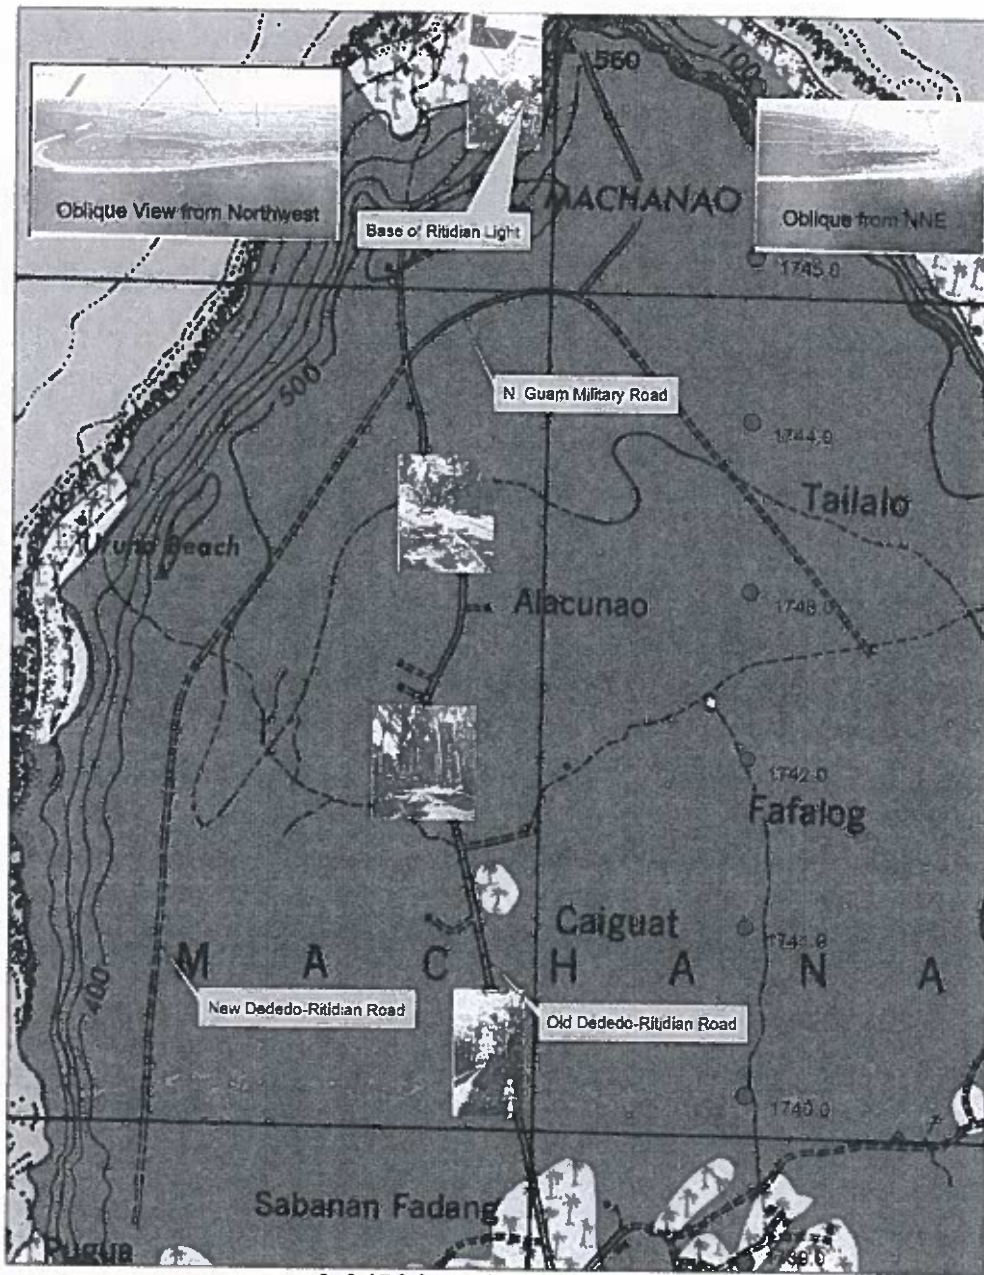 560
100
Oblique View from Northwest
MACHANAO
Oblique from NNE
Base of Ritidian Light
1745.0
500
N. Guam Military Road
1744.0
Tailalo
Uruno Beach
Alacunao
1742.0
Fafalog
Caiguat
M A C H A N A
400
New Dededo-Ritidian Road
Old Dededo-Ritidian Road
1740.0
Sabanan Fadang